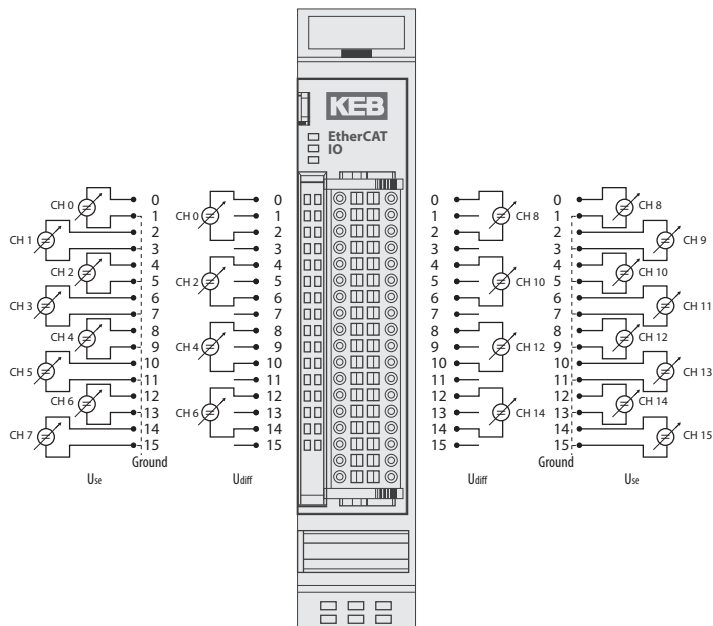 KEB
EtherCAT
IO
CH 0
CH 1
CH 2
CH 3
CH 4
CH 5
CH 6
CH 7
0
1
2
3
4
5
6
7
8
9
10
11
12
13
14
15
Ground
Use
CH 0
CH 2
CH 4
CH 6
0
1
2
3
4
5
6
7
8
9
10
11
12
13
14
15
Udiff
0
1
2
3
4
5
6
7
8
9
10
11
12
13
14
15
CH 8
CH 10
CH 12
CH 14
Udiff
0
1
2
3
4
5
6
7
8
9
10
11
12
13
14
15
Ground
CH 8
CH 9
CH 10
CH 11
CH 12
CH 13
CH 14
CH 15
Use